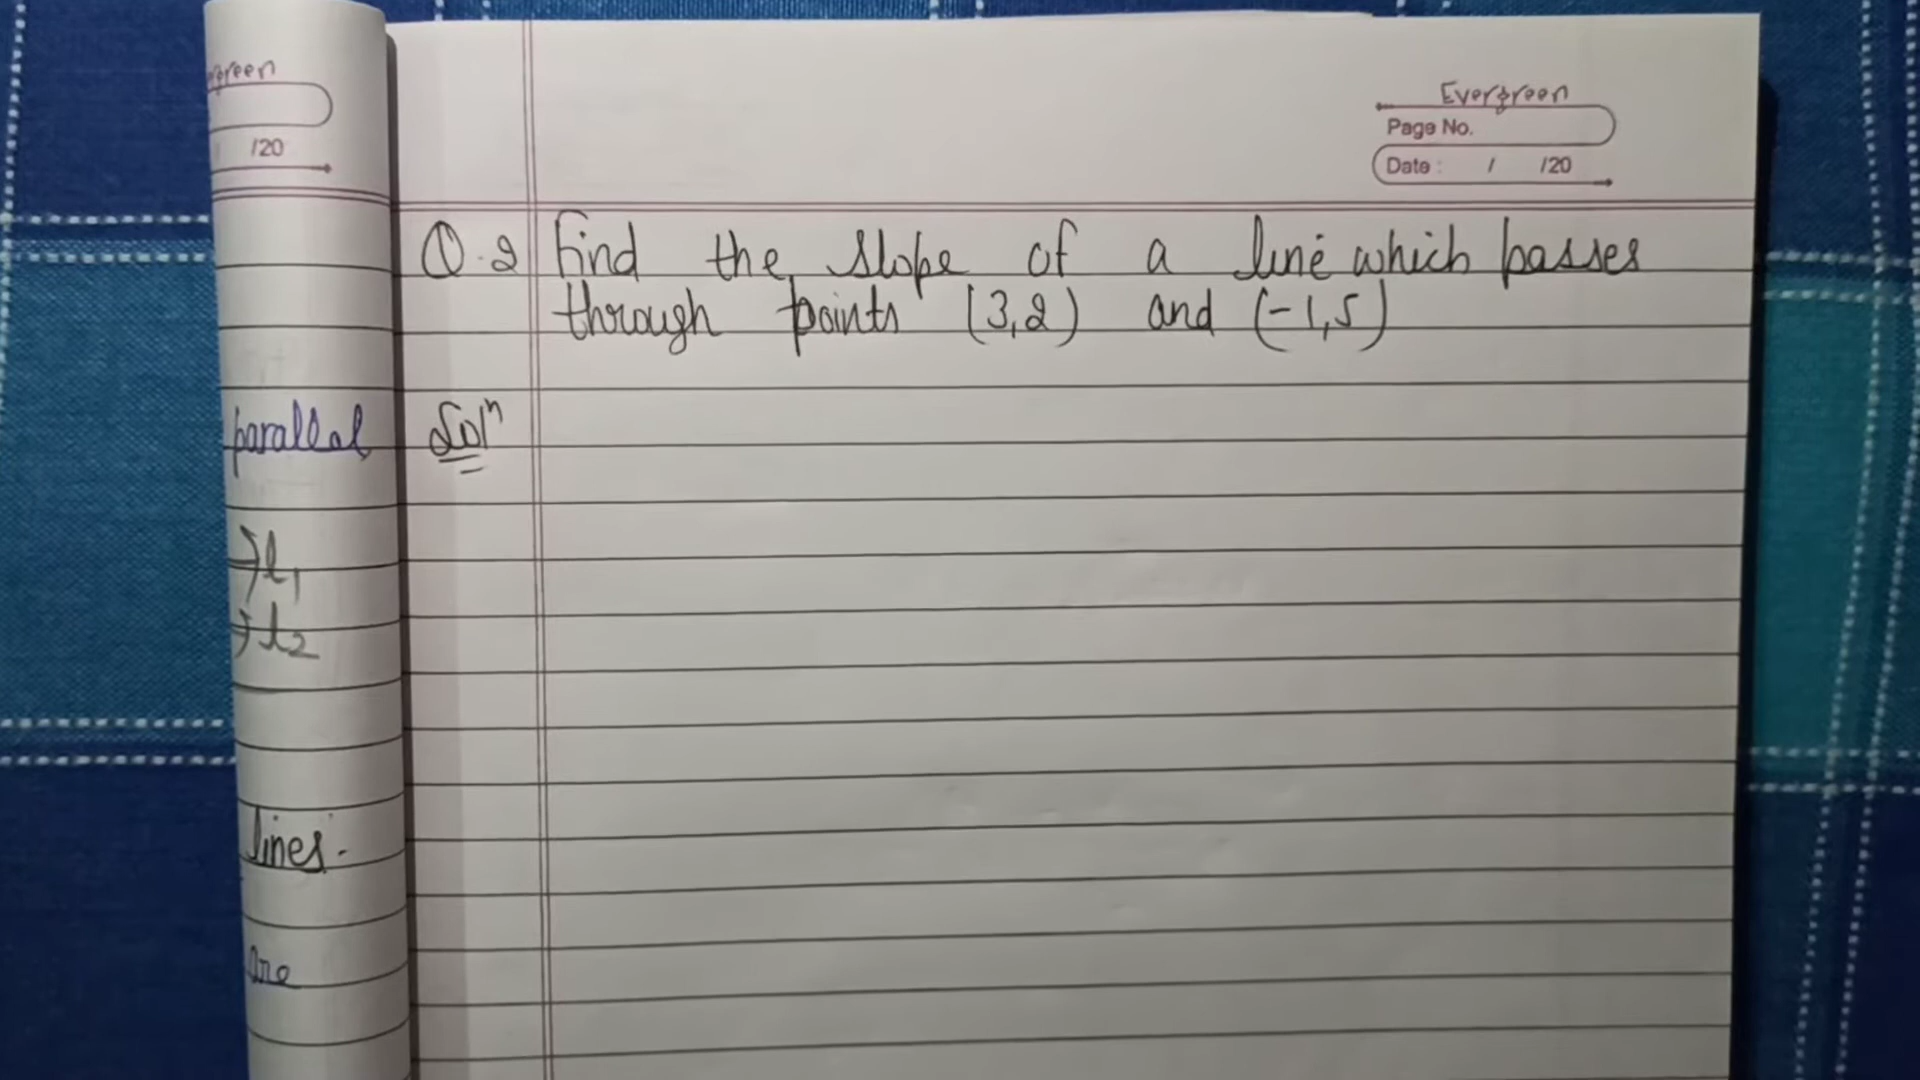 Evergreen
Page No.
Date : / /20
Q.2 Find the slope of a line which passes
through points (3,2) and (-1,5)
Solⁿ
/20
parallel
l₁
l₂
lines.
are